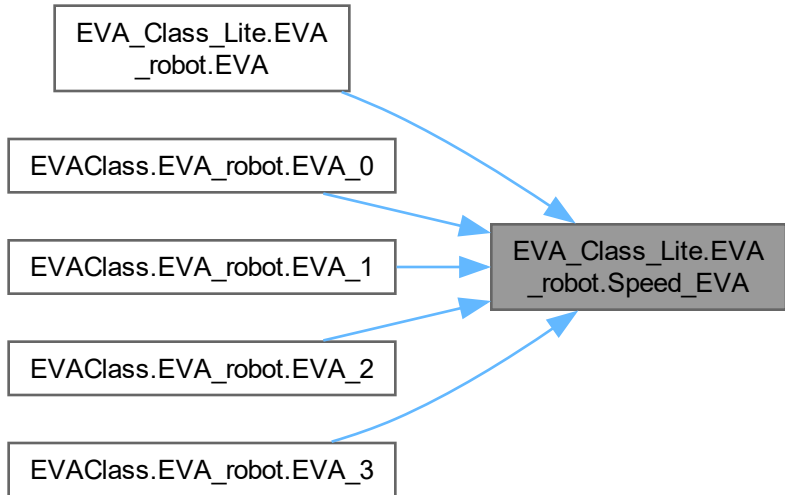 EVA_Class_Lite.EVA
_robot.EVA
EVAClass.EVA_robot.EVA_0
EVAClass.EVA_robot.EVA_1
EVAClass.EVA_robot.EVA_2
EVAClass.EVA_robot.EVA_3
EVA_Class_Lite.EVA
_robot.Speed_EVA